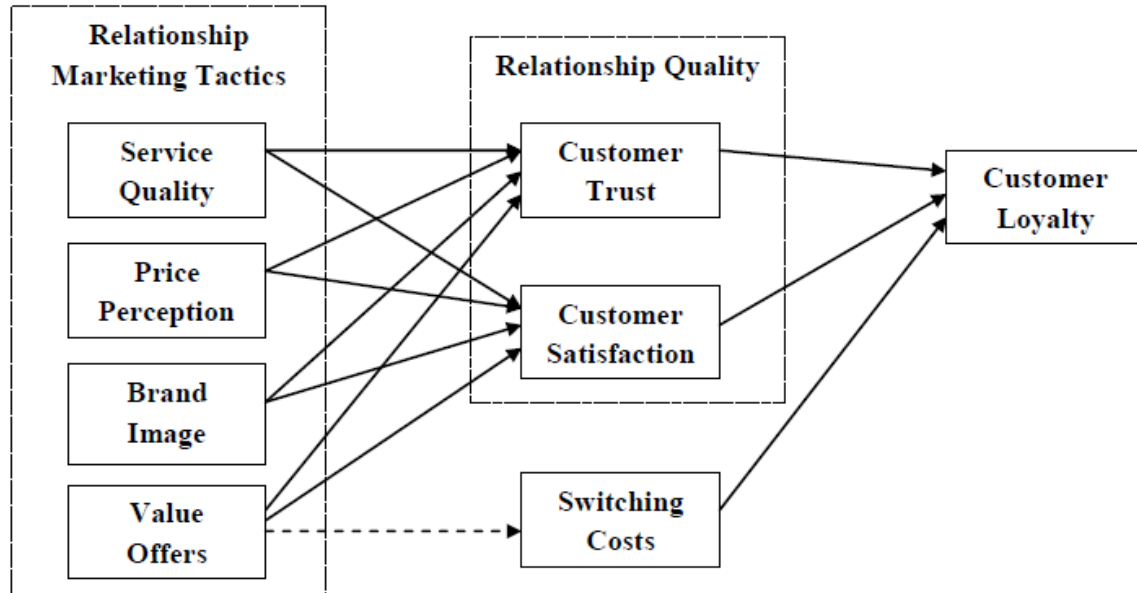 Relationship
Marketing Tactics
Service
Quality
Price
Perception
Brand
Image
Value
Offers
Relationship Quality
Customer
Trust
Customer
Satisfaction
Switching
Costs
Customer
Loyalty